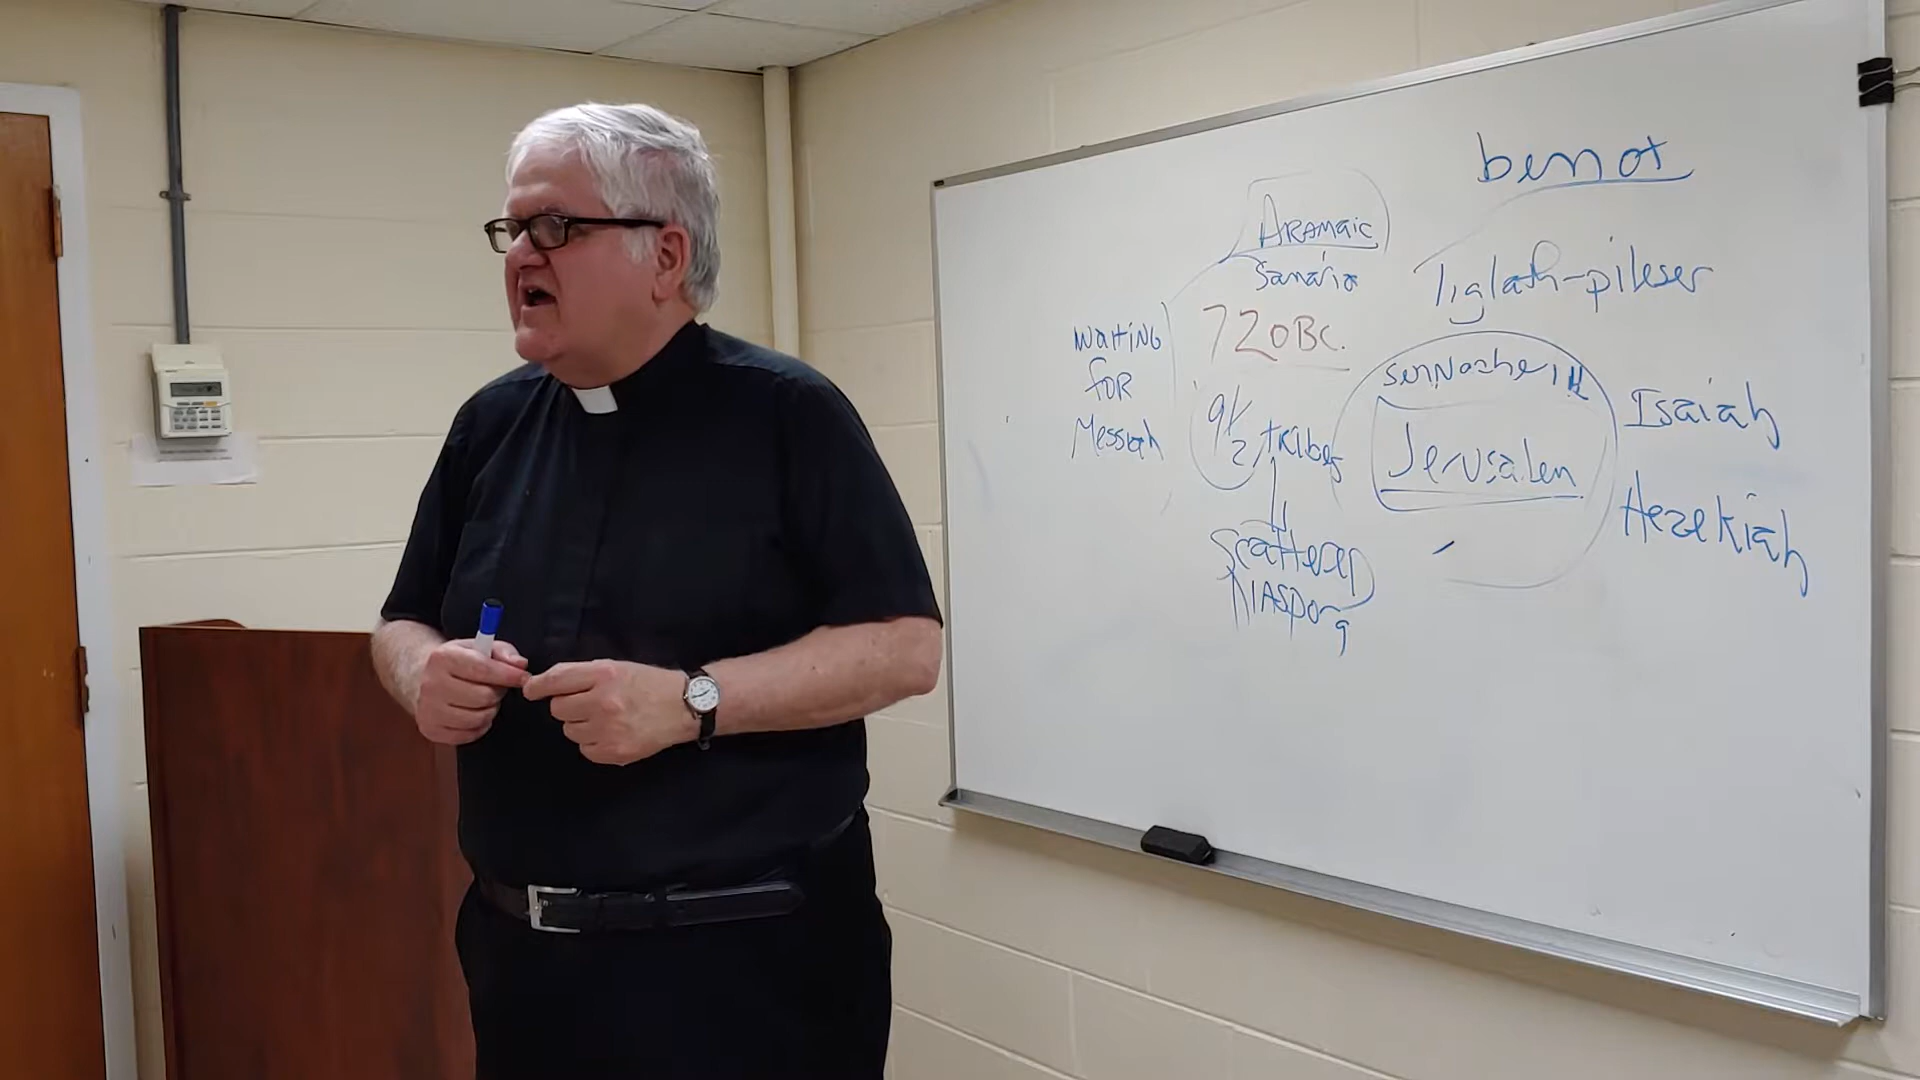 benot
ARAMAIC
Samaria
Tiglath-pileser
720 BC.
WAITING
FOR
Messiah
9 1/2 tribes
Jerusalem
Isaiah
Hezekiah
Scattered
DIASPORA